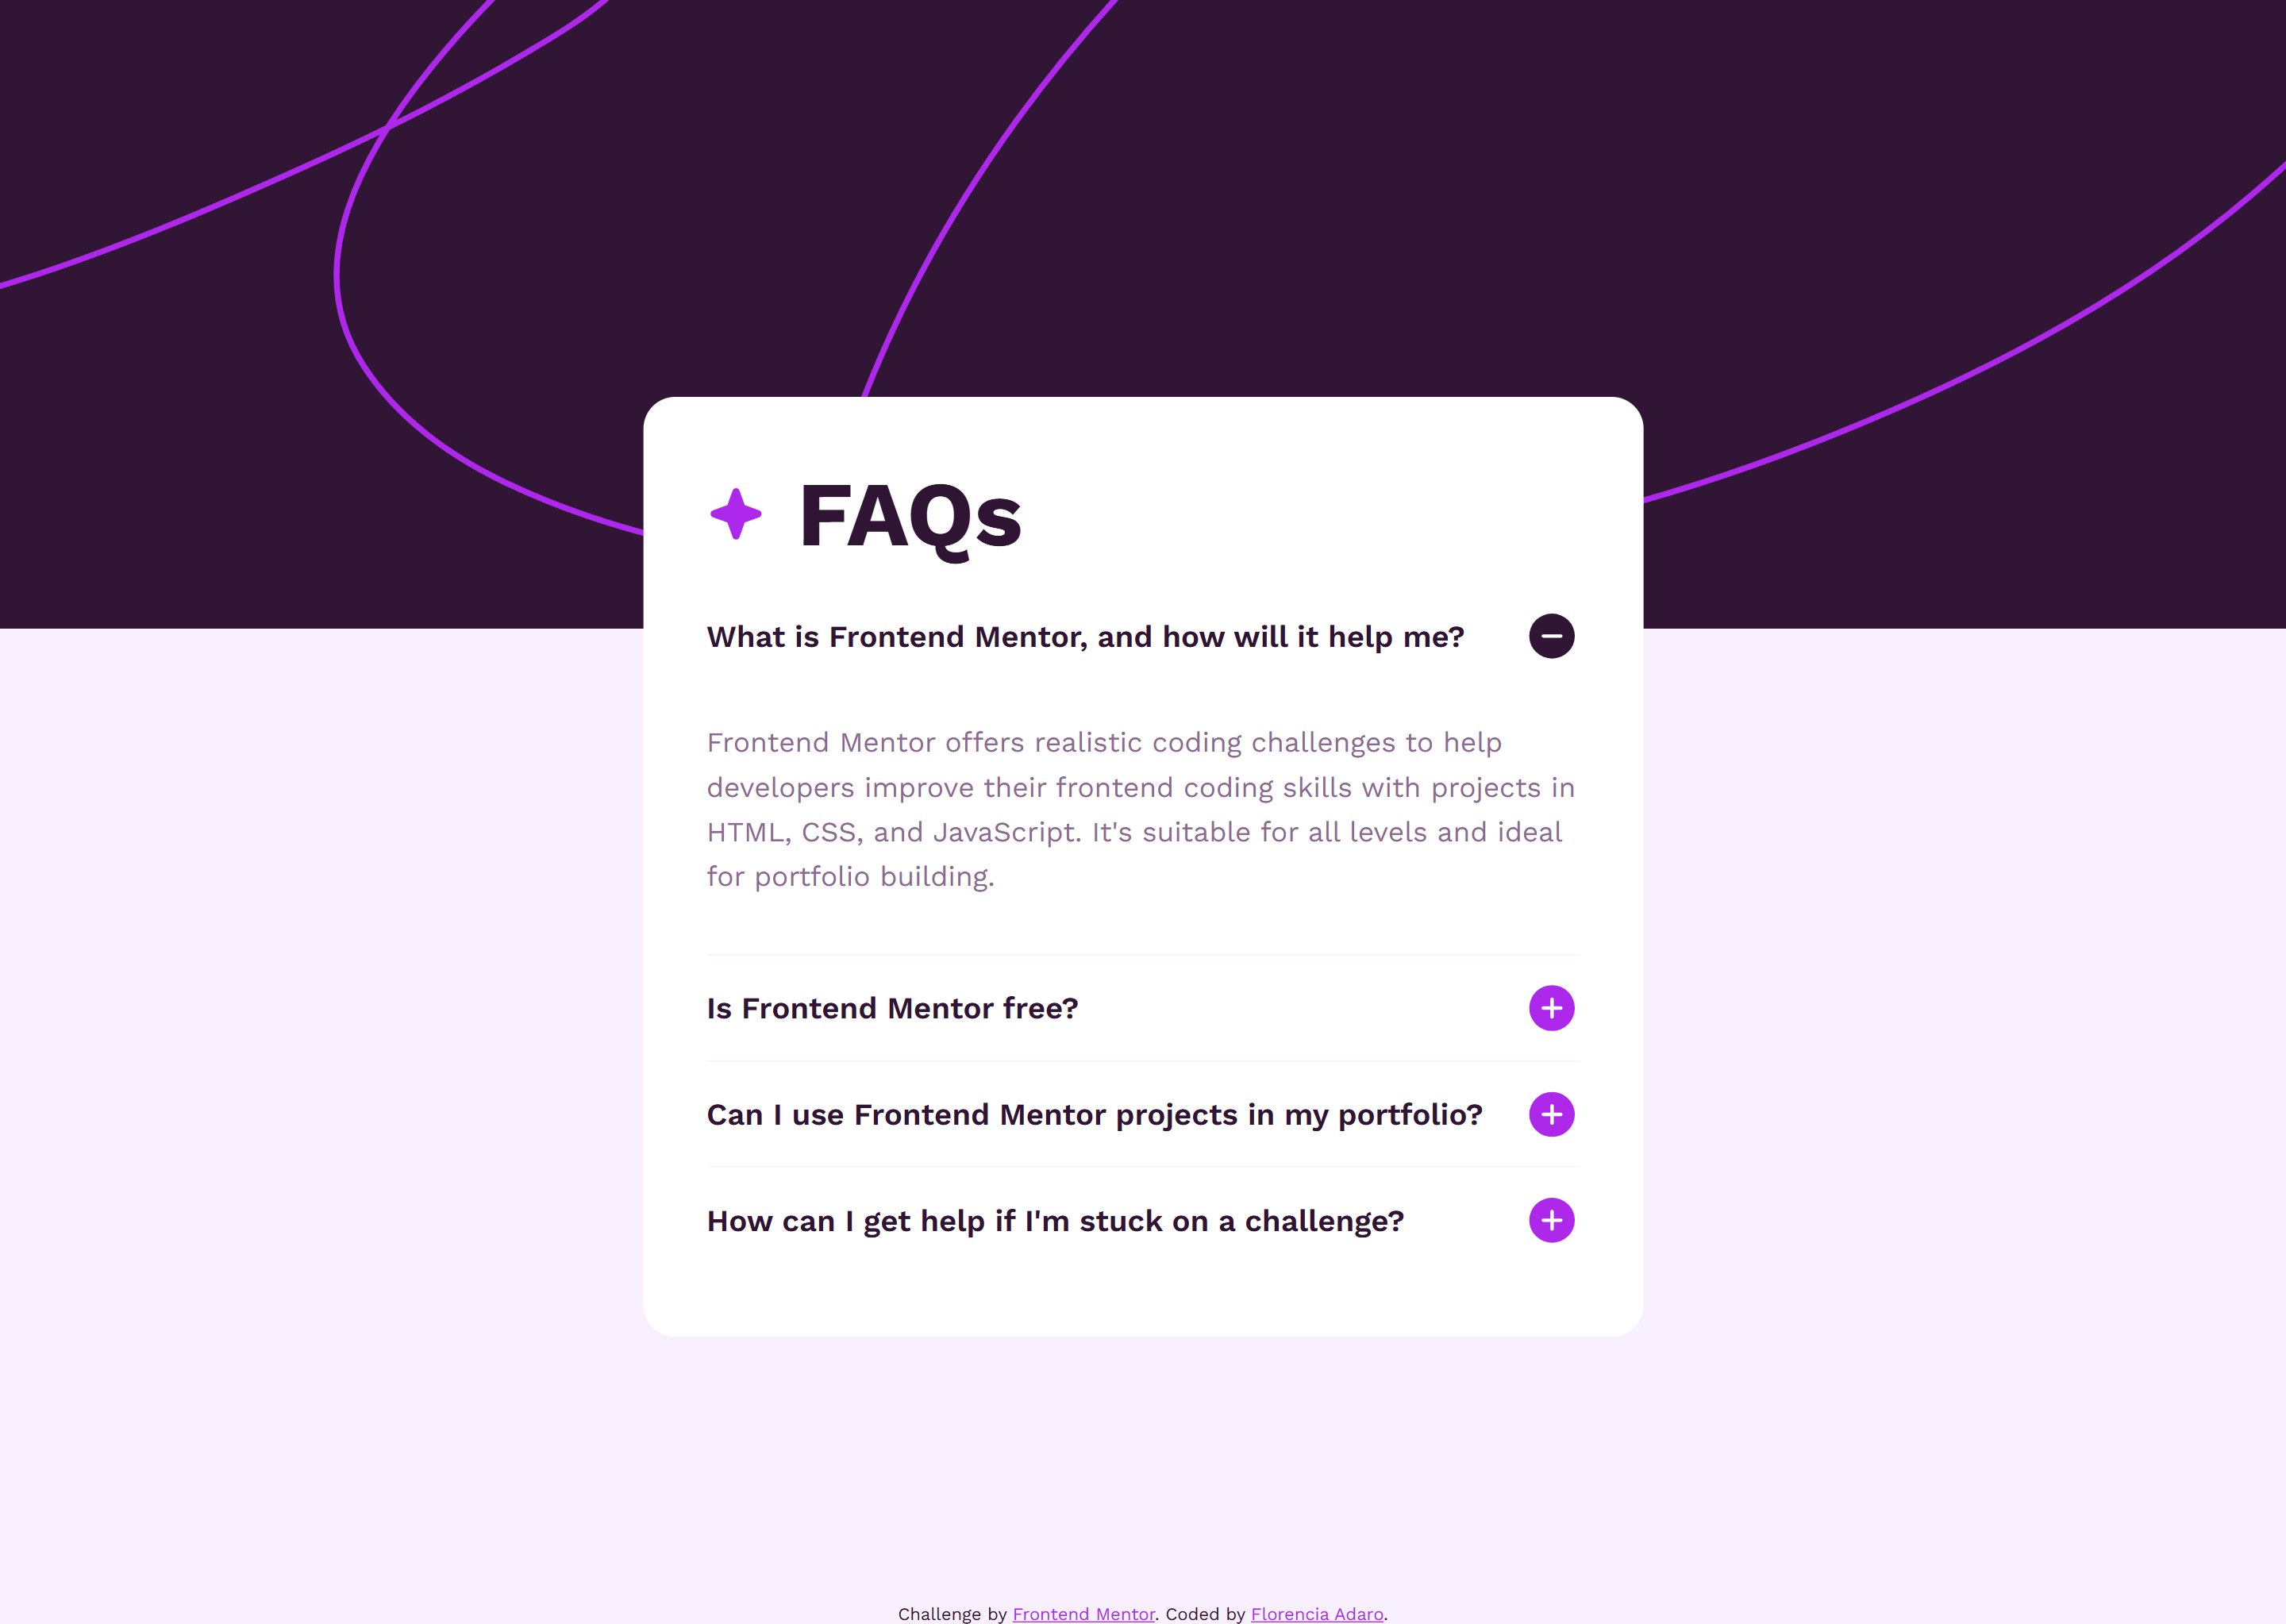 FAQs
What is Frontend Mentor, and how will it help me?
Frontend Mentor offers realistic coding challenges to help
developers improve their frontend coding skills with projects in
HTML, CSS, and JavaScript. It's suitable for all levels and ideal
for portfolio building.
Is Frontend Mentor free?
Can I use Frontend Mentor projects in my portfolio?
How can I get help if I'm stuck on a challenge?
Challenge by Frontend Mentor. Coded by Florencia Adaro.